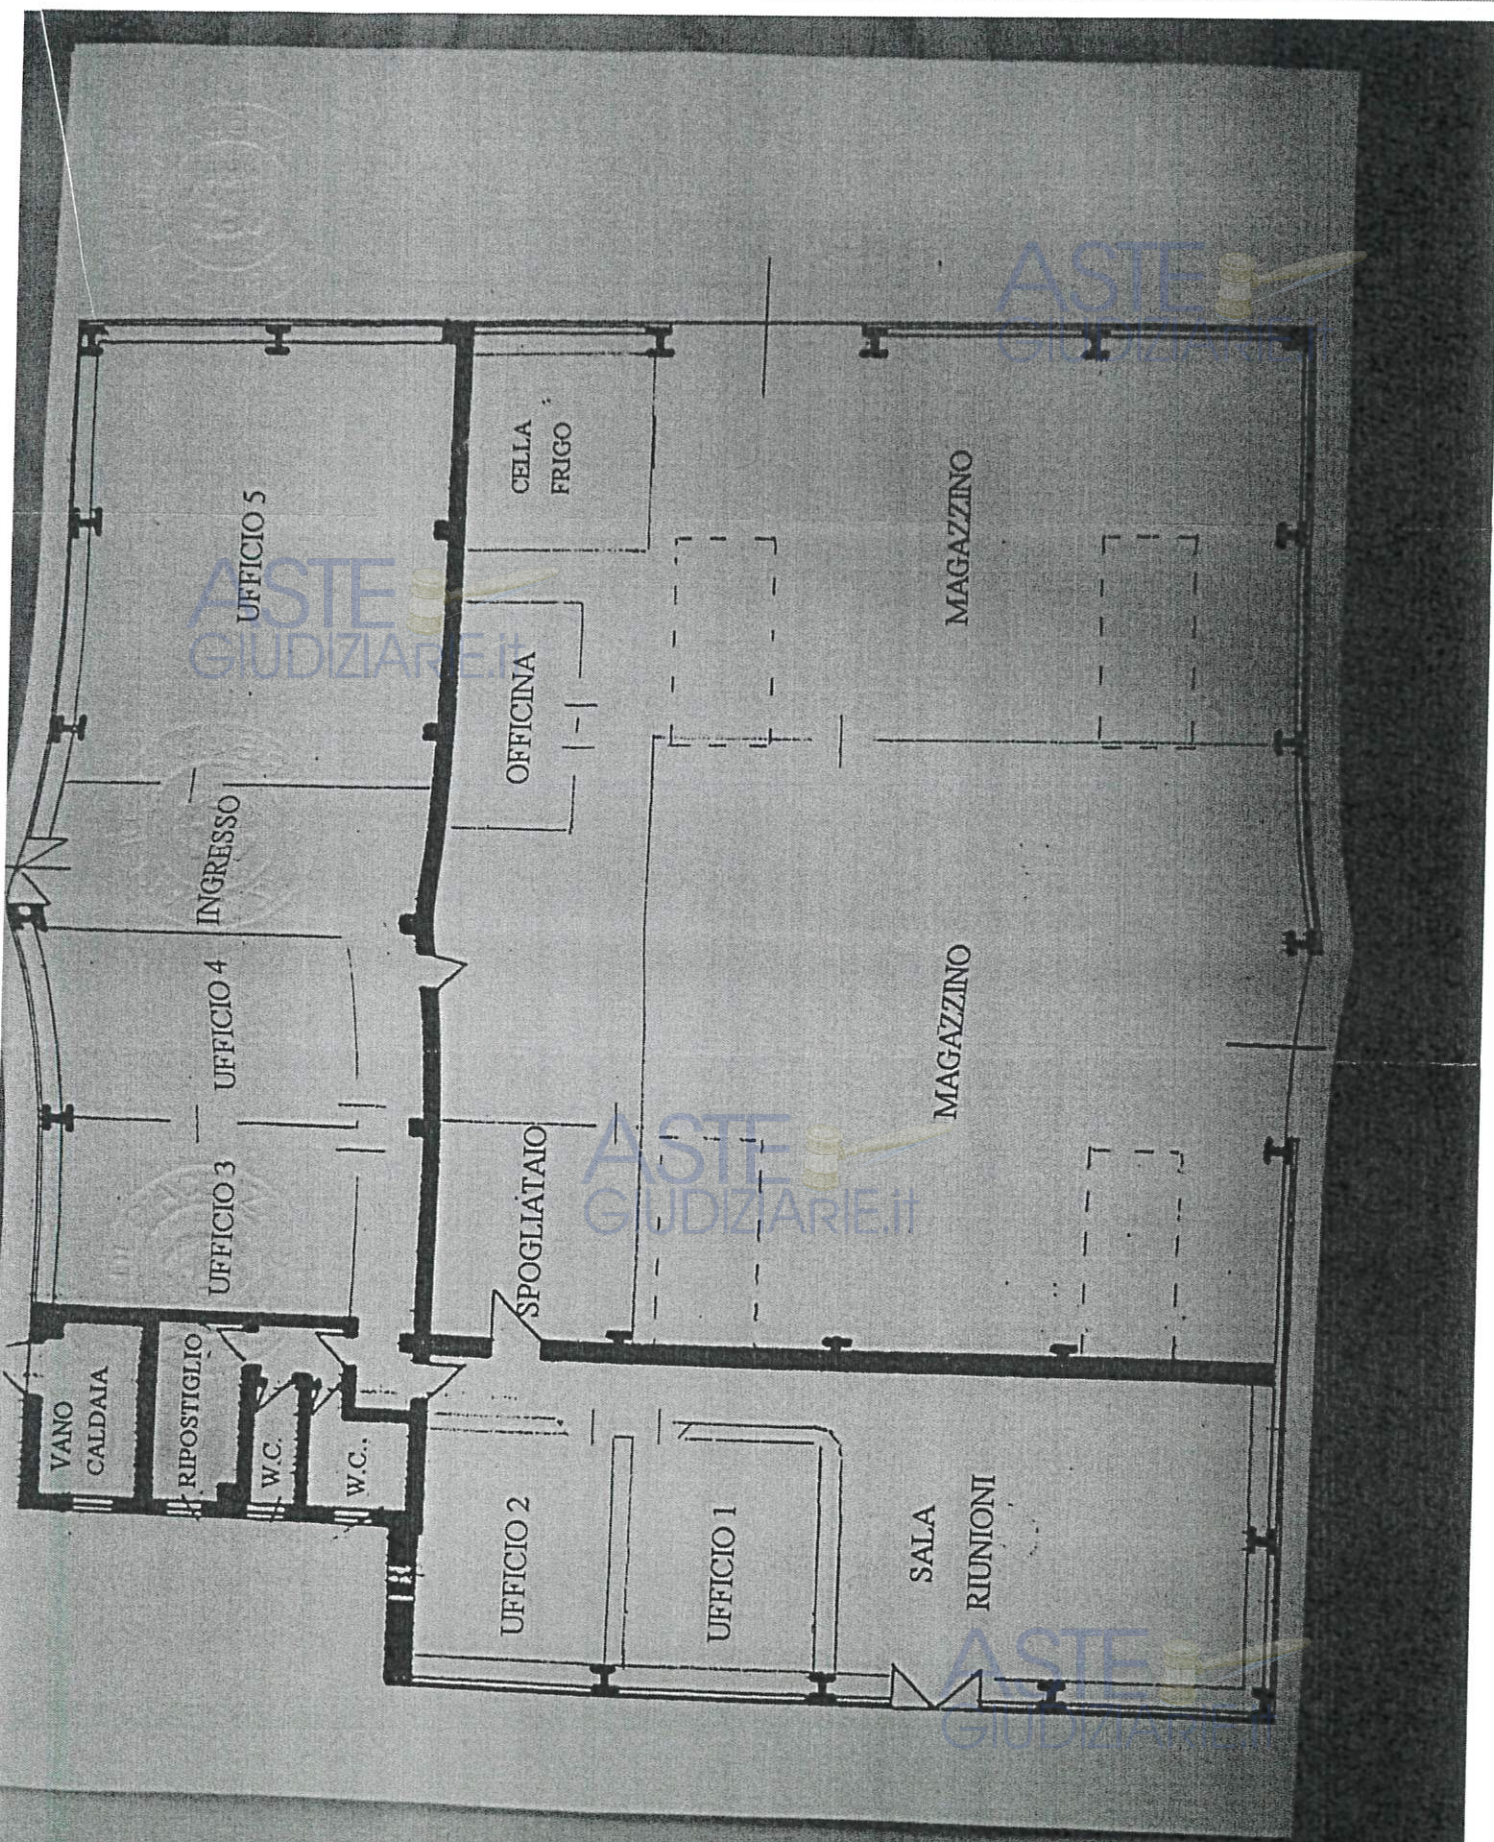 UFFICIO 5
INGRESSO
UFFICIO 4
UFFICIO 3
VANO
CALDAIA
RIPOSTIGLIO
W.C.
W.C..
CELLA
FRIGO
OFFICINA
SPOGLIATAIO
UFFICIO 2
UFFICIO 1
MAGAZZINO
MAGAZZINO
SALA
RIUNIONI
ASTE
GIUDIZIARIE.it
ASTE
GIUDIZIARIE.it
ASTE
GIUDIZIARIE.it
ASTE
GIUDIZIARIE.it